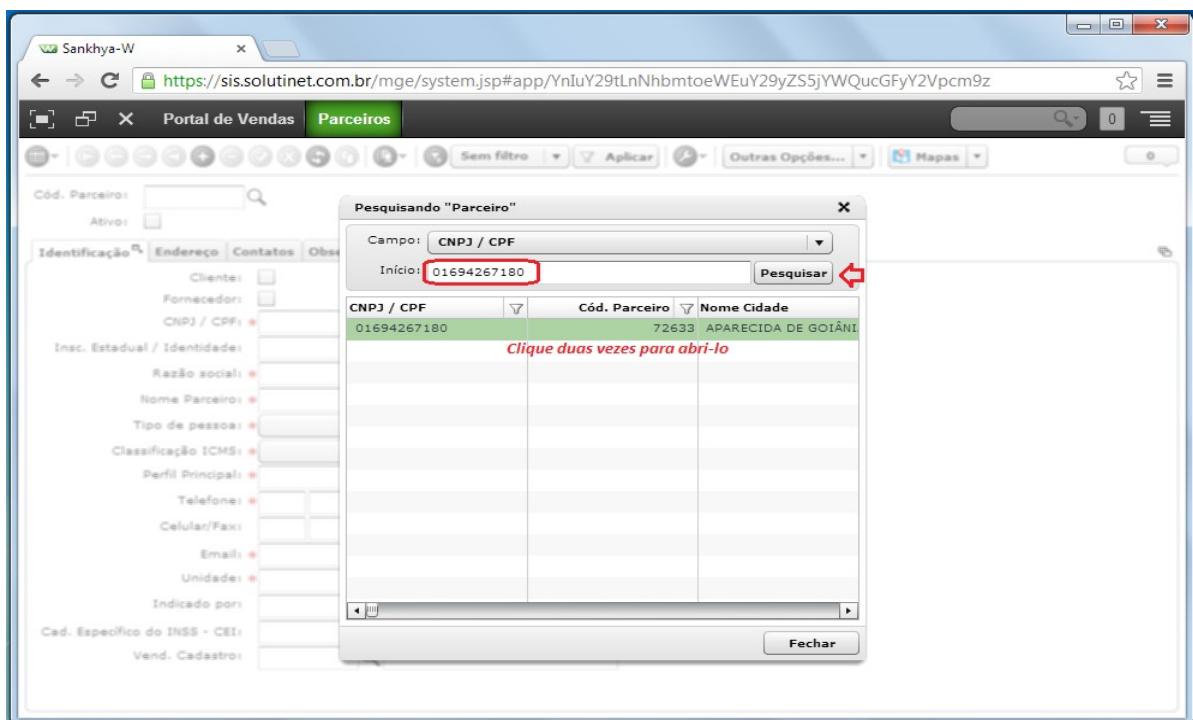 Sankhya-W
https://sis.solutinet.com.br/mge/system.jsp#app/YnIuY29tLnNhbmtoeWEuY29yZS5jYWQucGFyY2Vpcm9z
Portal de Vendas Parceiros 0
Sem filtro Aplicar Outras Opções... Mapas 0
Cód. Parceiro:
Ativo:
Identificação Endereço Contatos Obse
Cliente:
Fornecedor:
CNPJ / CPF:
Insc. Estadual / Identidade:
Razão social:
Nome Parceiro:
Tipo de pessoa:
Classificação ICMS:
Perfil Principal:
Telefone:
Celular/Fax:
Email:
Unidade:
Indicado por:
Cad. Específico do INSS - CEI:
Vend. Cadastro:
Pesquisando "Parceiro"
Campo: CNPJ / CPF
Início: 01694267180 Pesquisar
CNPJ / CPF Cód. Parceiro Nome Cidade
01694267180 72633 APARECIDA DE GOIÂNI
Clique duas vezes para abri-lo
Fechar